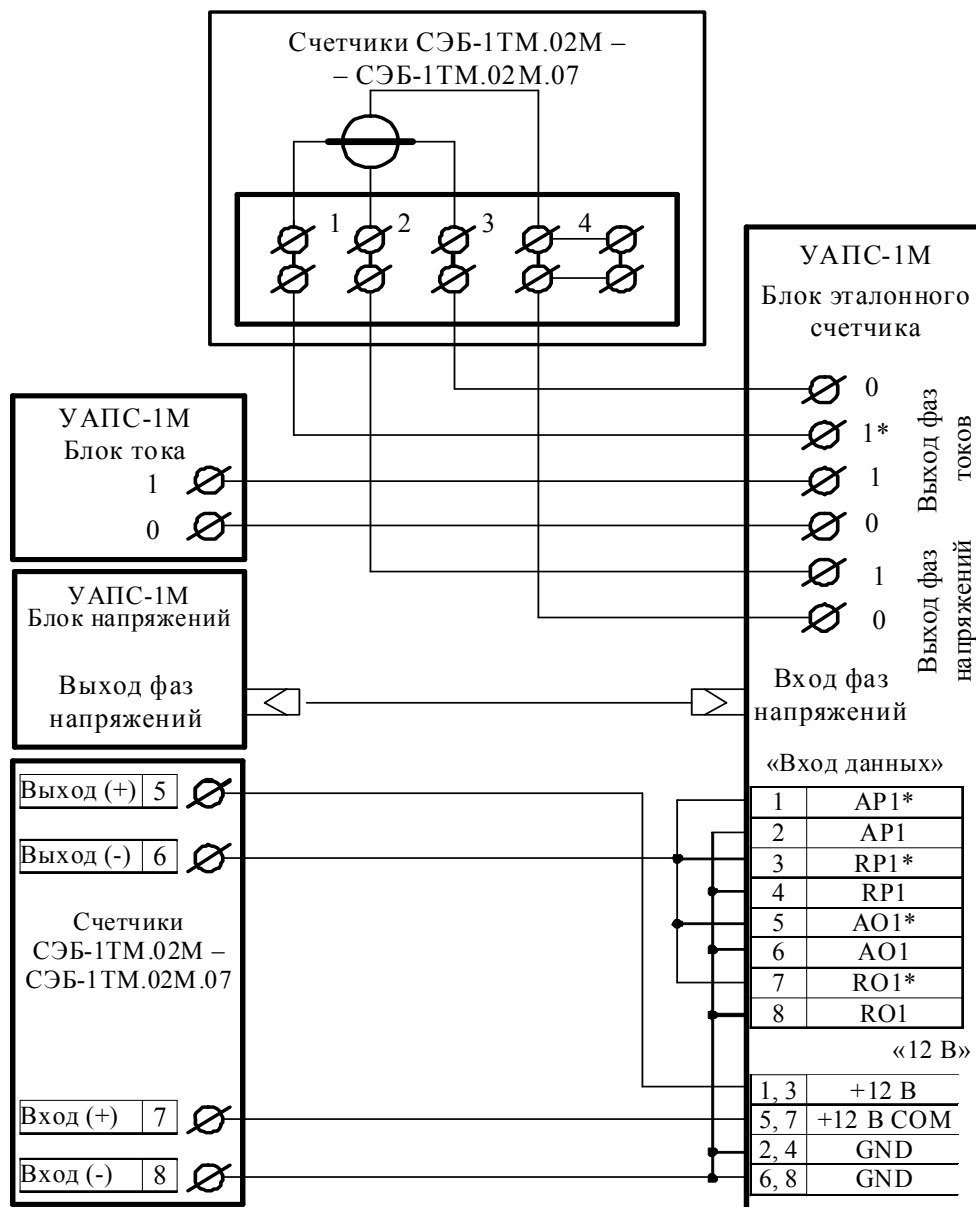 Счетчики СЭБ-1ТМ.02М –
– СЭБ-1ТМ.02М.07
1 2 3 4
УАПС-1М
Блок эталонного
счетчика
0
1*
1
0
1
0
Выход фаз
токов
Выход фаз
напряжений
УАПС-1М
Блок тока
1
0
УАПС-1М
Блок напряжений
Выход фаз
напряжений
Вход фаз
напряжений
Выход (+) 5
Выход (-) 6
Счетчики
СЭБ-1ТМ.02М –
СЭБ-1ТМ.02М.07
Вход (+) 7
Вход (-) 8
«Вход данных»
1 AP1*
2 AP1
3 RP1*
4 RP1
5 AO1*
6 AO1
7 RO1*
8 RO1
«12 В»
1, 3 +12 В
5, 7 +12 В COM
2, 4 GND
6, 8 GND